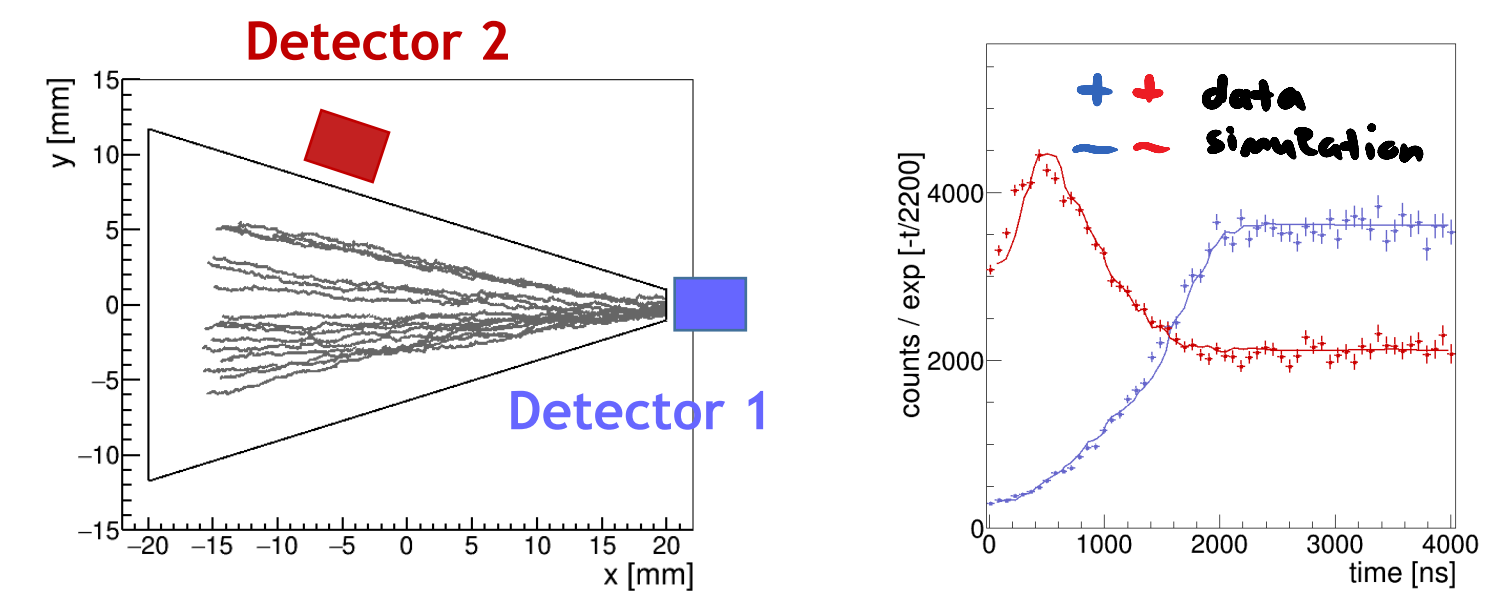 Detector 2
y [mm]
15
10
5
0
−5
−10
−15
−20 −15 −10 −5 0 5 10 15 20
x [mm]
Detector 1
data
simulation
counts / exp [-t/2200]
4000
2000
0
0 1000 2000 3000 4000
time [ns]